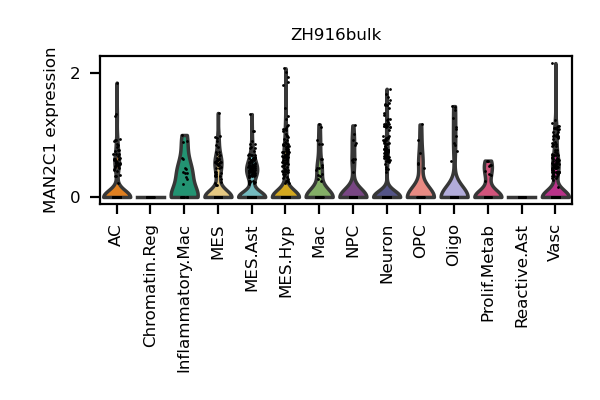 ZH916bulk
MAN2C1 expression
2
0
AC
Chromatin.Reg
Inflammatory.Mac
MES
MES.Ast
MES.Hyp
Mac
NPC
Neuron
OPC
Oligo
Prolif.Metab
Reactive.Ast
Vasc